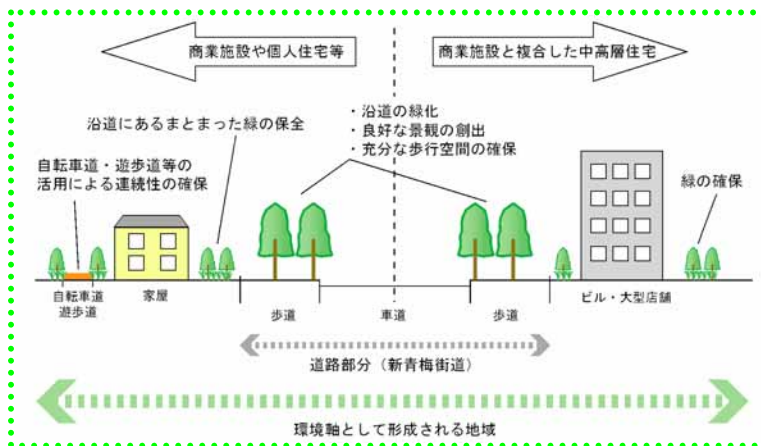 商業施設や個人住宅等
商業施設と複合した中高層住宅
沿道にあるまとまった緑の保全
・沿道の緑化
・良好な景観の創出
・充分な歩行空間の確保
自転車道・遊歩道等の
活用による連続性の確保
緑の確保
自転車道
遊歩道
家屋
歩道
車道
歩道
ビル・大型店舗
道路部分（新青梅街道）
環境軸として形成される地域